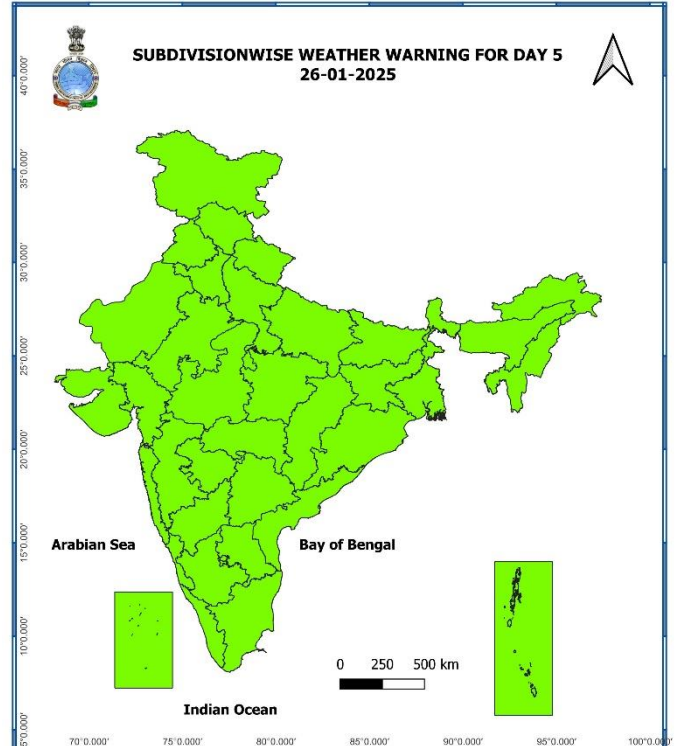 SUBDIVISIONWISE WEATHER WARNING FOR DAY 5
26-01-2025
40°0.000'
35°0.000'
30°0.000'
25°0.000'
20°0.000'
15°0.000'
10°0.000'
5°0.000'
Arabian Sea
Bay of Bengal
0 250 500 km
Indian Ocean
70°0.000' 75°0.000' 80°0.000' 85°0.000' 90°0.000' 95°0.000' 100°0.000'